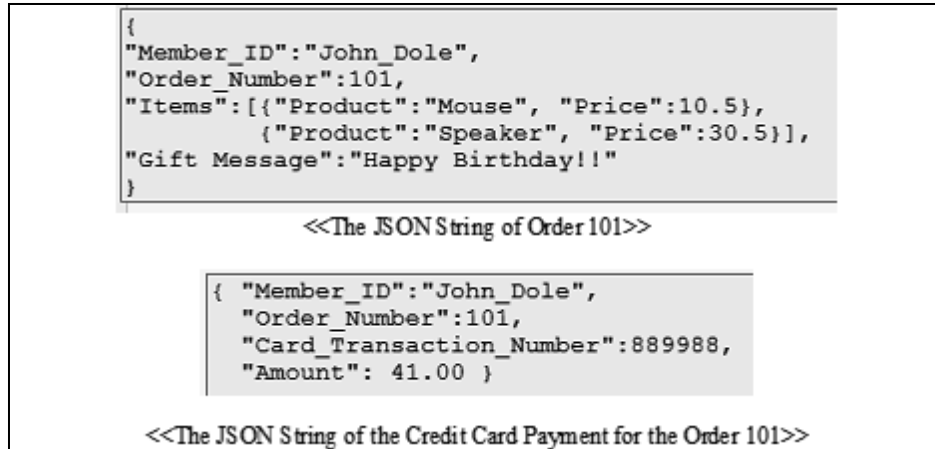 {
"Member_ID":"John_Dole",
"Order_Number":101,
"Items":[{"Product":"Mouse", "Price":10.5},
{"Product":"Speaker", "Price":30.5}],
"Gift Message":"Happy Birthday!!"
}
<<The JSON String of Order 101>>
{ "Member_ID":"John_Dole",
"Order_Number":101,
"Card_Transaction_Number":889988,
"Amount": 41.00 }
<<The JSON String of the Credit Card Payment for the Order 101>>